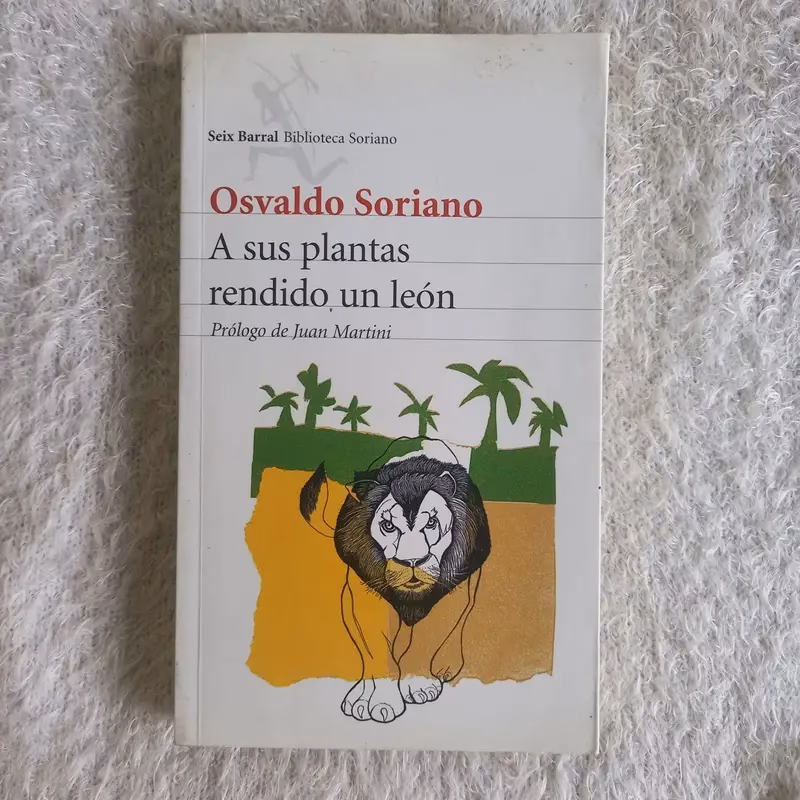 Seix Barral Biblioteca Soriano
Osvaldo Soriano
A sus plantas
rendido un león
Prólogo de Juan Martini